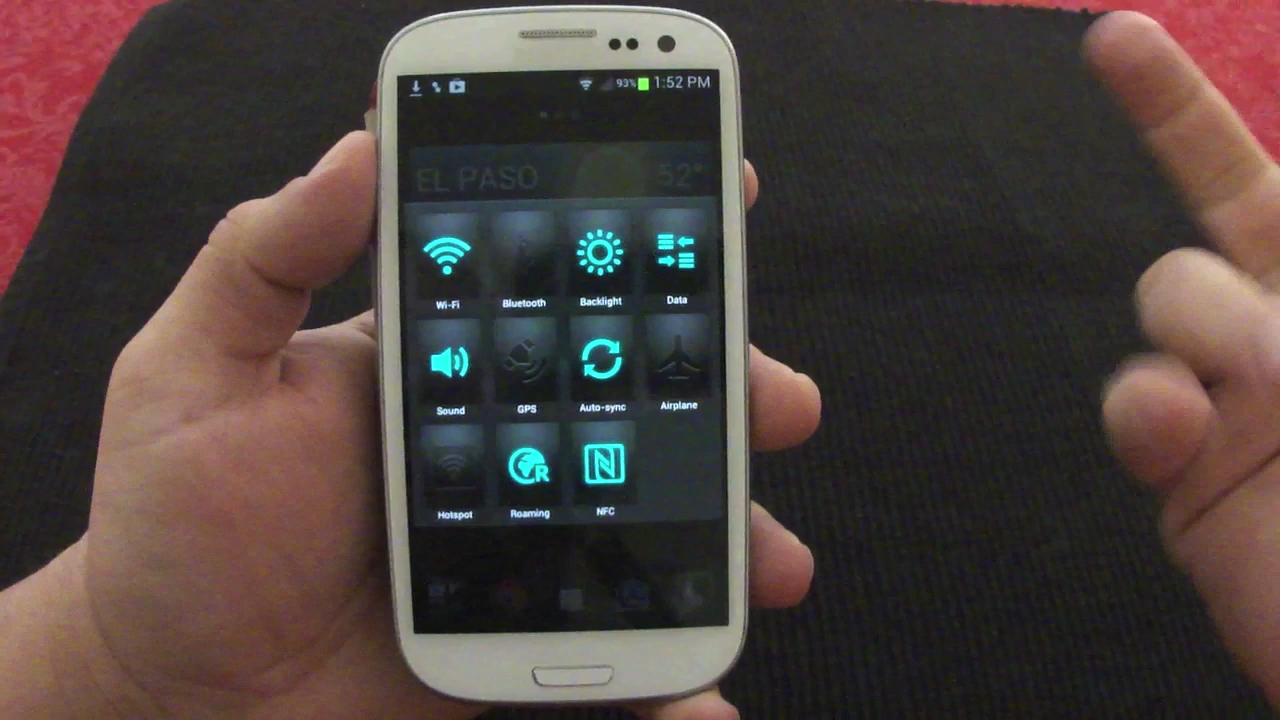 93% 1:52 PM
EL PASO 52°
Wi-Fi Bluetooth Backlight Data
Sound GPS Auto-sync Airplane
R N
Hotspot Roaming NFC